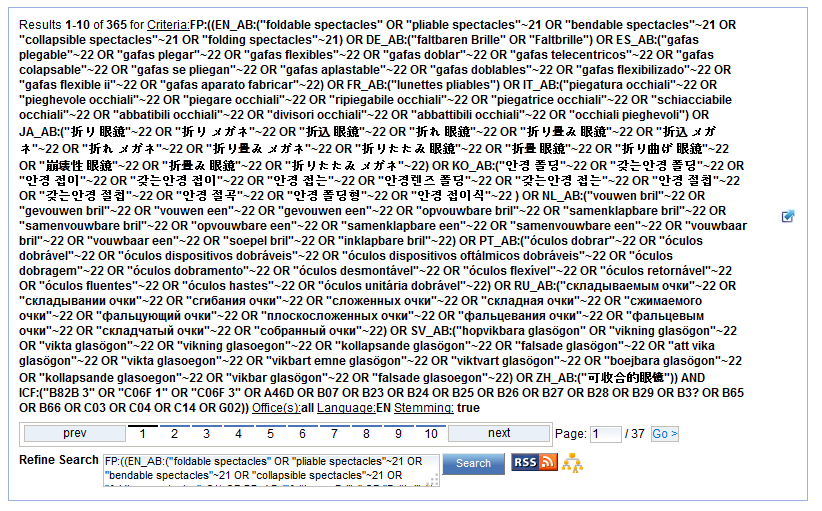 Results 1-10 of 365 for Criteria:FP:((EN_AB:("foldable spectacles" OR "pliable spectacles"~21 OR "bendable spectacles"~21 OR
"collapsible spectacles"~21 OR "folding spectacles"~21) OR DE_AB:("faltbaren Brille" OR "Faltbrille") OR ES_AB:("gafas
plegable"~22 OR "gafas plegar"~22 OR "gafas flexibles"~22 OR "gafas doblar"~22 OR "gafas telecentricos"~22 OR "gafas
colapsable"~22 OR "gafas se pliegan"~22 OR "gafas aplastable"~22 OR "gafas doblables"~22 OR "gafas flexibilizado"~22 OR
"gafas flexible ii"~22 OR "gafas aparato fabricar"~22) OR FR_AB:("lunettes pliables") OR IT_AB:("piegatura occhiali"~22 OR
"pieghevole occhiali"~22 OR "piegare occhiali"~22 OR "ripiegabile occhiali"~22 OR "piegatrice occhiali"~22 OR "schiacciabile
occhiali"~22 OR "abbatibili occhiali"~22 OR "divisori occhiali"~22 OR "abbattibili occhiali"~22 OR "occhiali pieghevoli") OR
JA_AB:("折り 眼鏡"~22 OR "折り メガネ"~22 OR "折込 眼鏡"~22 OR "折れ 眼鏡"~22 OR "折り畳み 眼鏡"~22 OR "折込 メガ
ネ"~22 OR "折れ メガネ"~22 OR "折り畳み メガネ"~22 OR "折りたたみ 眼鏡"~22 OR "折畳 眼鏡"~22 OR "折り曲げ 眼鏡"~22
OR "崩壊性 眼鏡"~22 OR "折畳み 眼鏡"~22 OR "折りたたみ メガネ"~22) OR KO_AB:("안경 폴딩"~22 OR "갖는안경 폴딩"~22 OR
"안경 접이"~22 OR "갖는안경 접이"~22 OR "안경 접는"~22 OR "안경렌즈 폴딩"~22 OR "갖는안경 접는"~22 OR "안경 절첩"~22
OR "갖는안경 절첩"~22 OR "안경 절곡"~22 OR "안경 폴딩형"~22 OR "안경 접이식"~22 ) OR NL_AB:("vouwen bril"~22 OR
"gevouwen bril"~22 OR "vouwen een"~22 OR "gevouwen een"~22 OR "opvouwbare bril"~22 OR "samenklapbare bril"~22 OR
"samenvouwbare bril"~22 OR "opvouwbare een"~22 OR "samenklapbare een"~22 OR "samenvouwbare een"~22 OR "vouwbaar
bril"~22 OR "vouwbaar een"~22 OR "soepel bril"~22 OR "inklapbare bril"~22) OR PT_AB:("óculos dobrar"~22 OR "óculos
dobrável"~22 OR "óculos dispositivos dobráveis"~22 OR "óculos dispositivos oftálmicos dobráveis"~22 OR "óculos
dobragem"~22 OR "óculos dobramento"~22 OR "óculos desmontável"~22 OR "óculos flexível"~22 OR "óculos retornável"~22
OR "óculos fluentes"~22 OR "óculos hastes"~22 OR "óculos unitária dobrável"~22) OR RU_AB:("складываемым очки"~22 OR
"складывании очки"~22 OR "сгибания очки"~22 OR "сложенных очки"~22 OR "складная очки"~22 OR "сжимаемого
очки"~22 OR "фальцующий очки"~22 OR "плоскосложенных очки"~22 OR "фальцевания очки"~22 OR "фальцевым
очки"~22 OR "складчатый очки"~22 OR "собранный очки"~22) OR SV_AB:("hopvikbara glasögon" OR "vikning glasögon"~22 OR
"vikta glasögon"~22 OR "vikning glasoegon"~22 OR "kollapsande glasögon"~22 OR "falsade glasögon"~22 OR "att vika
glasögon"~22 OR "vikta glasoegon"~22 OR "vikbart emne glasögon"~22 OR "viktvart glasögon"~22 OR "boejbara glasögon"~22
OR "kollapsande glasoegon"~22 OR "vikbar glasögon"~22 OR "falsade glasoegon"~22) OR ZH_AB:("可收合的眼镜")) AND
ICF:("B82B 3" OR "C06F 1" OR "C06F 3" OR A46D OR B07 OR B23 OR B24 OR B25 OR B26 OR B27 OR B28 OR B29 OR B3? OR B65
OR B66 OR C03 OR C04 OR C14 OR G02)) Office(s):all Language:EN Stemming: true
prev 1 2 3 4 5 6 7 8 9 10 next Page: 1 / 37 Go >
Refine Search FP:((EN_AB:("foldable spectacles" OR "pliable spectacles"~21 OR Search RSS
"bendable spectacles"~21 OR "collapsible spectacles"~21 OR